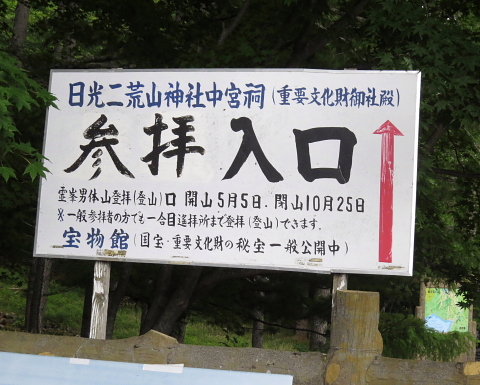 日光二荒山神社中宮祠(重要文化財御社殿)
参拝入口
霊峯男体山登拝(登山)口 開山5月5日.閉山10月25日
※一般参拝者の方でも一合目遥拝所まで登拝(登山)できます。
宝物館(国宝・重要文化財の秘宝一般公開中)